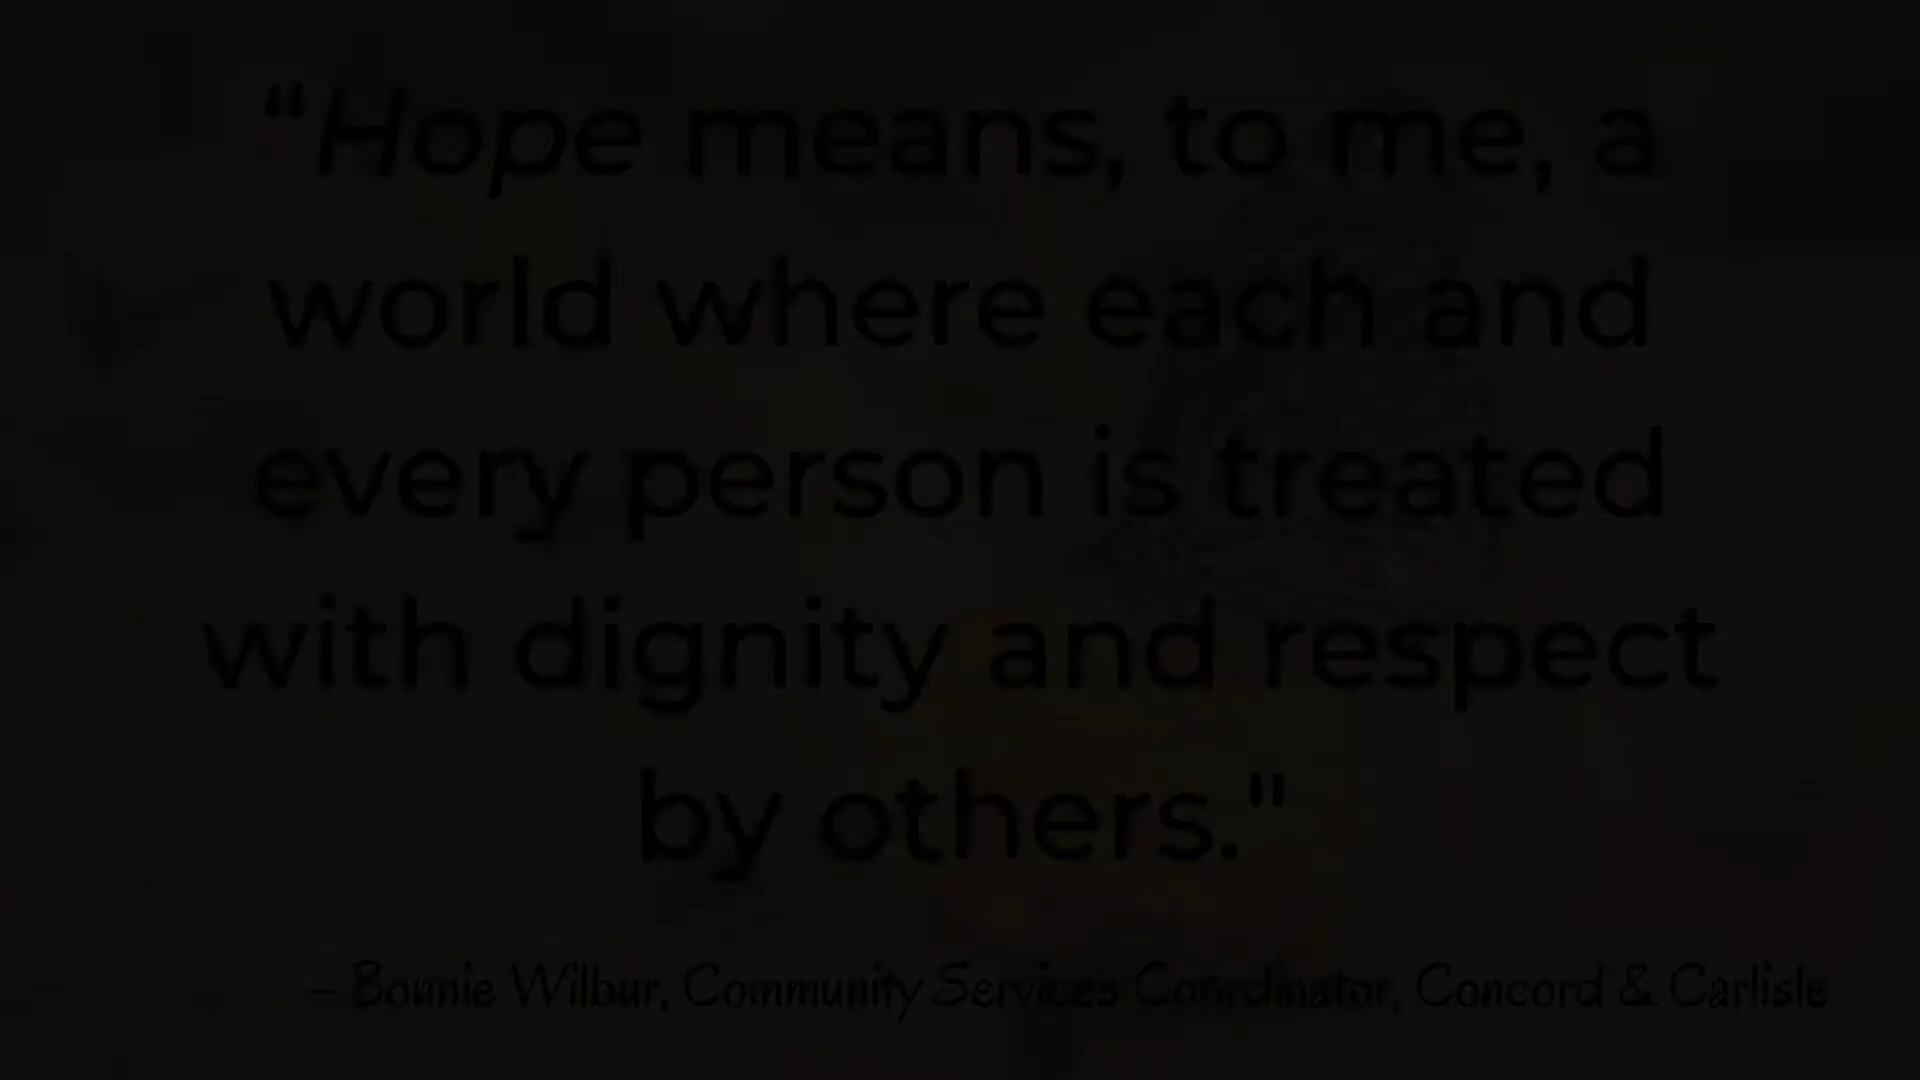 “Hope means, to me, a
world where each and
every person is treated
with dignity and respect
by others."
– Bonnie Wilbur, Community Services Coordinator, Concord & Carlisle